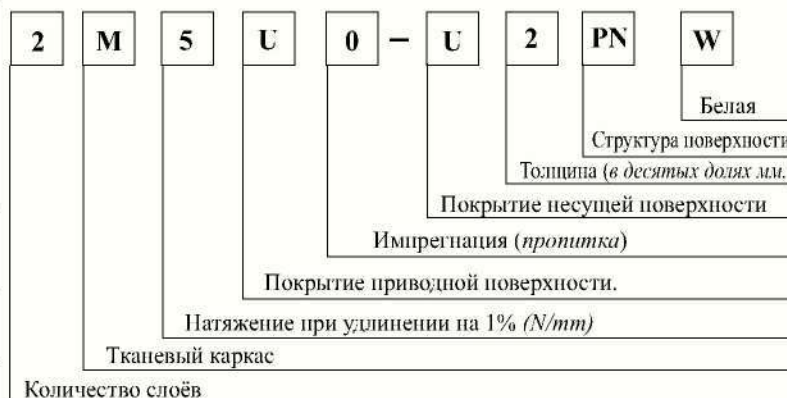 2 M 5 U 0 – U 2 PN W
Белая
Структура поверхности
Толщина (в десятых долях мм.
Покрытие несущей поверхности
Импрегнация (пропитка)
Покрытие приводной поверхности.
Натяжение при удлинении на 1% (N/mm)
Тканевый каркас
Количество слоёв